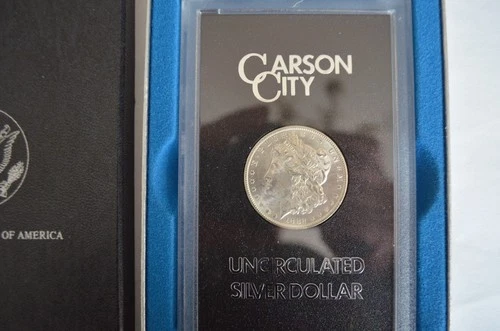 CARSON
CITY
UNCIRCULATED
SILVER DOLLAR
OF AMERICA